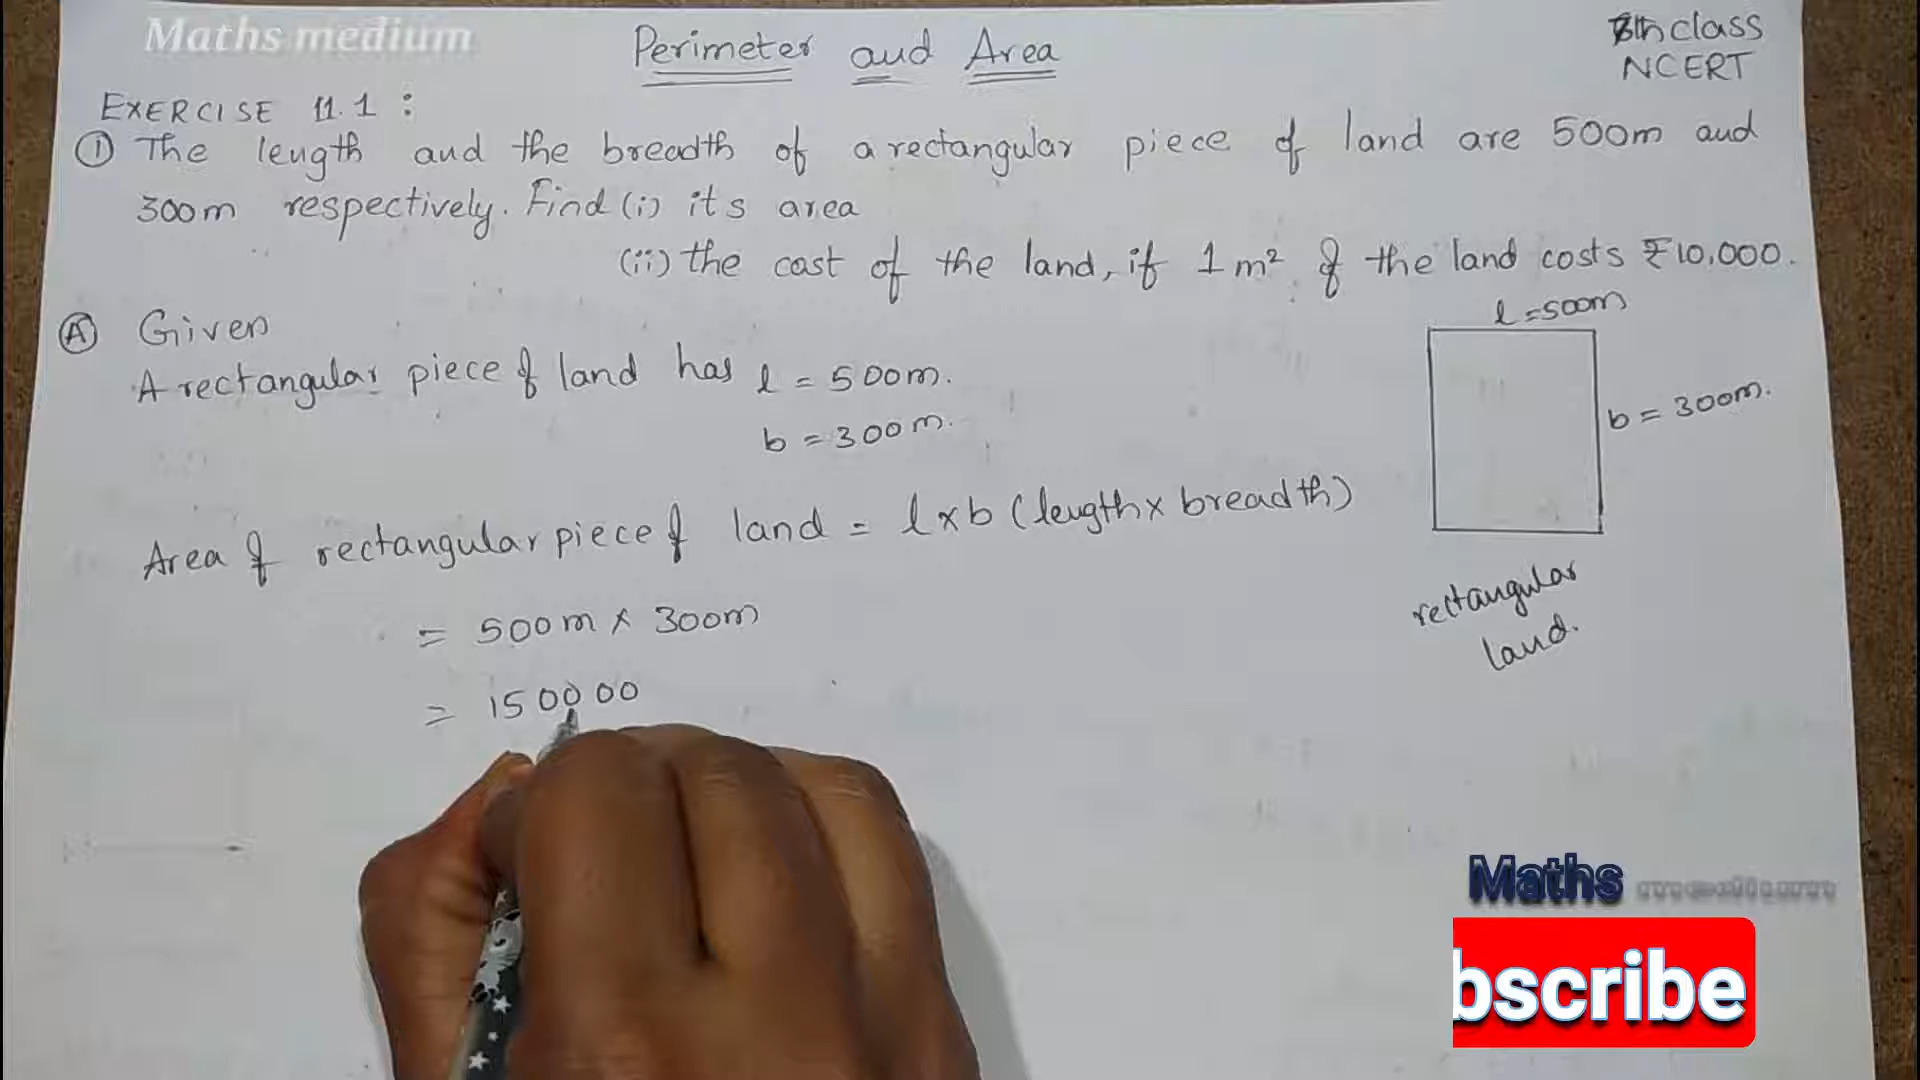 Maths medium
Perimeter and Area
7th class
NCERT
EXERCISE 11.1 :
① The length and the breadth of a rectangular piece of land are 500m and
300m respectively. Find (i) its area
(ii) the cost of the land, if 1 m² of the land costs ₹10,000.
Ⓐ Given
A rectangular piece of land has l = 500m.
b = 300m.
l = 500m
b = 300m.
rectangular
land.
Area of rectangular piece of land = l × b (length × breadth)
= 500m × 300m
= 150000
Maths medium
bscribe